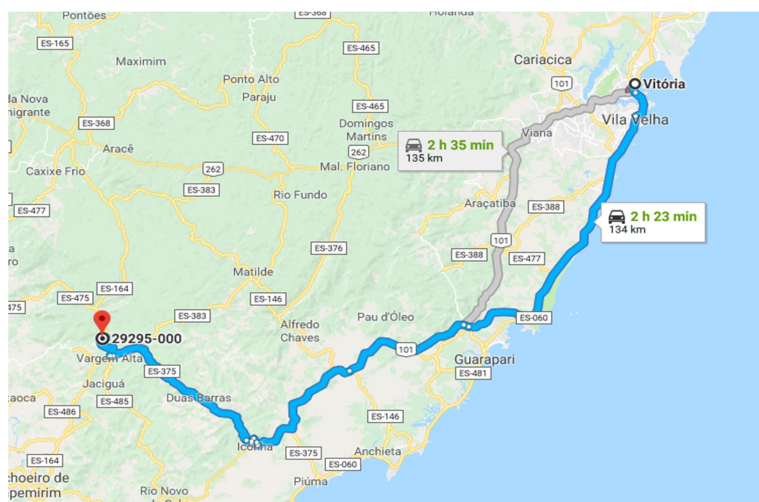 Pontões
ES-368
Holanda
ES-165
ES-465
Maximim
Cariacica
101
Ponto Alto
Paraju
Vitória
da Nova
nigrante
ES-465
ES-368
Domingos
Martins
Viana
Vila Velha
ES-470
2 h 35 min
135 km
Aracê
262
262
Mal. Floriano
Caxixe Frio
ES-383
Rio Fundo
Araçatiba
ES-388
ES-477
2 h 23 min
134 km
101
ro
ES-376
ES-388
ES-477
Matilde
ES-164
ES-475
ES-146
475
ES-383
Alfredo
Chaves
Pau d'Óleo
ES-060
29295-000
101
Vargem Alta
Guarapari
ES-375
ES-481
Jaciguá
ES-485
Duas Barras
aoca
ES-486
ES-146
Iconha
Anchieta
ES-375
ES-164
ES-060
choeiro de
pemirim
Piúma
Rio Novo